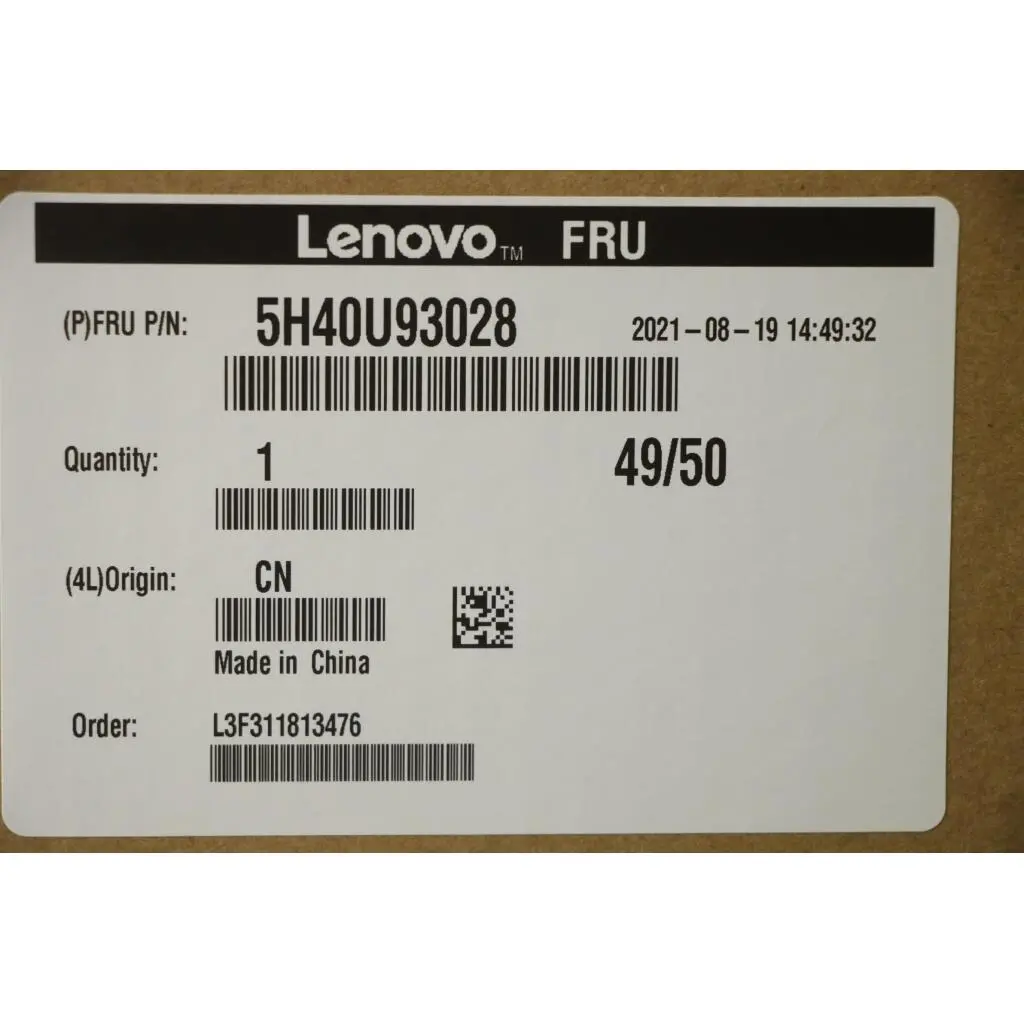 Lenovo™ FRU
(P)FRU P/N: 5H40U93028 2021-08-19 14:49:32
Quantity: 1 49/50
(4L)Origin: CN
Made in China
Order: L3F311813476